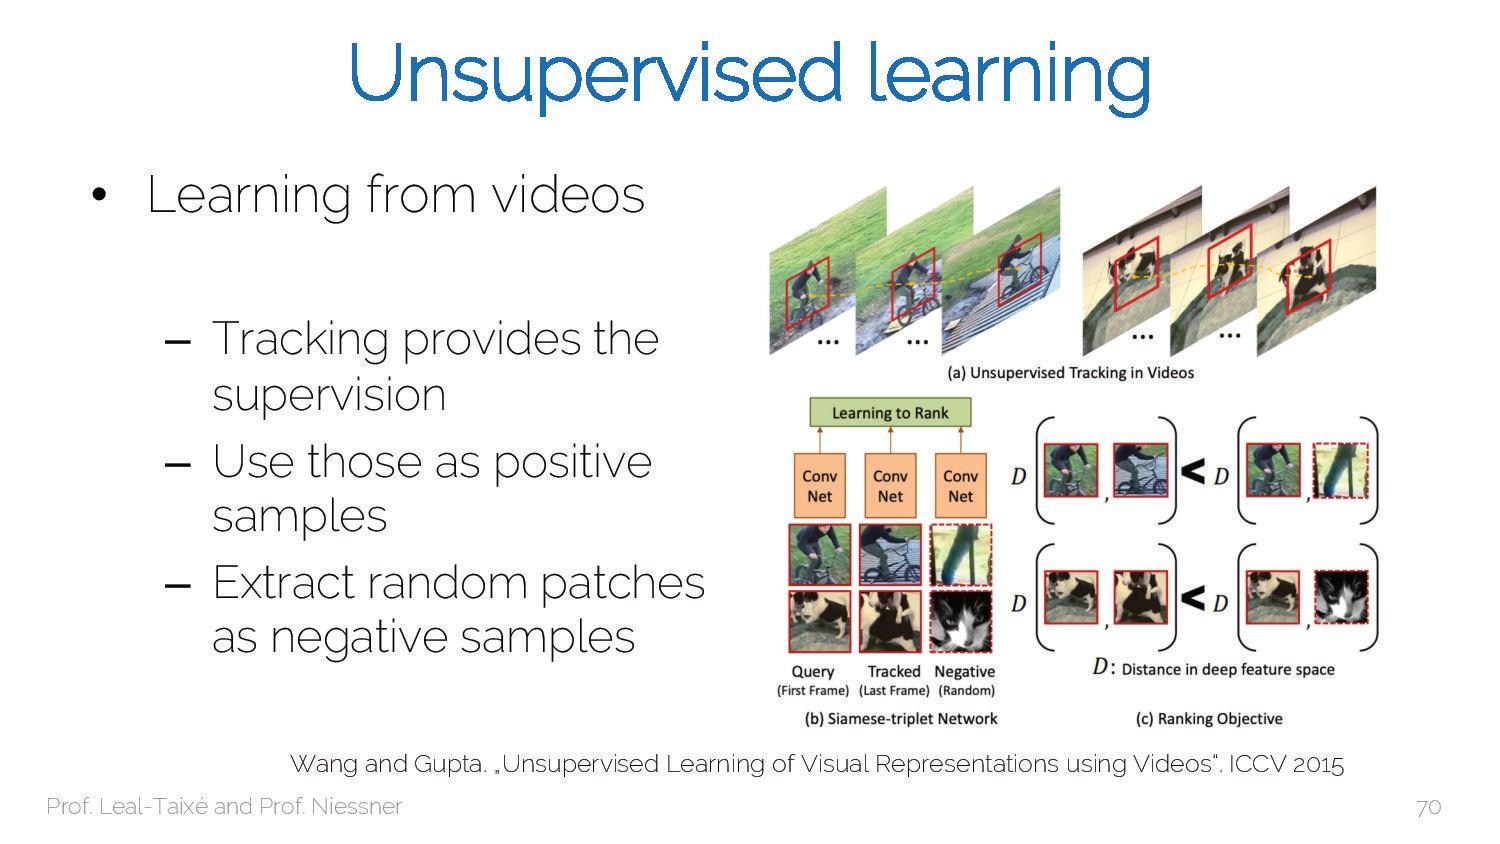 Unsupervised learning
• Learning from videos
– Tracking provides the
supervision
– Use those as positive
samples
– Extract random patches
as negative samples
... ... ... ...
(a) Unsupervised Tracking in Videos
Learning to Rank
Conv Net Conv Net Conv Net
Query (First Frame) Tracked (Last Frame) Negative (Random)
(b) Siamese-triplet Network
D ( , ) < D ( , )
D ( , ) < D ( , )
D: Distance in deep feature space
(c) Ranking Objective
Wang and Gupta. „Unsupervised Learning of Visual Representations using Videos“. ICCV 2015
Prof. Leal-Taixé and Prof. Niessner
70